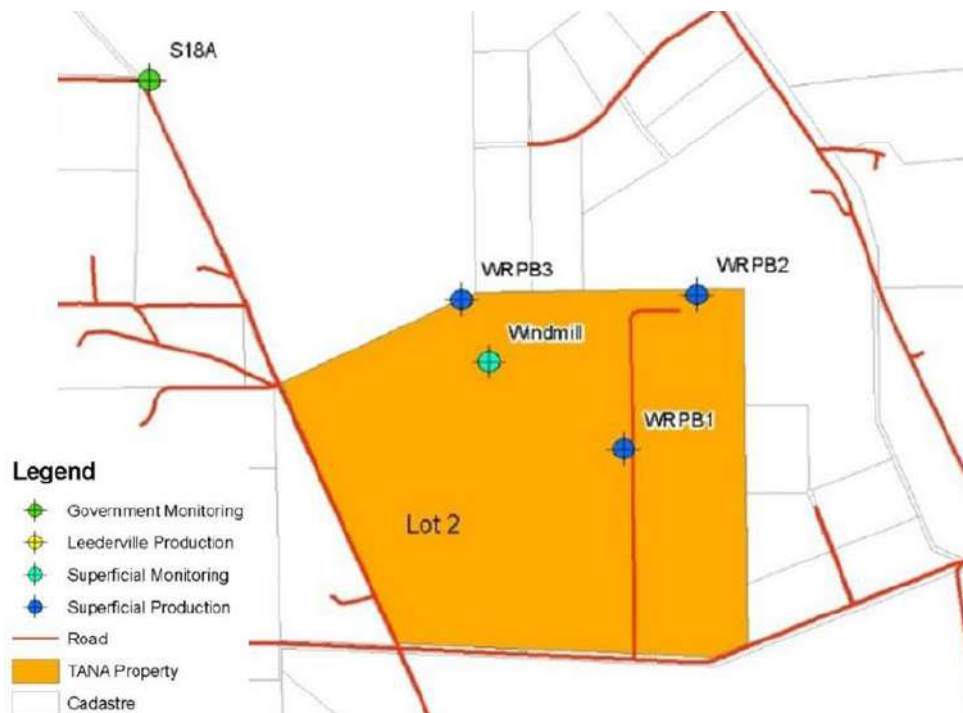 S18A
WRPB3
WRPB2
Windmill
WRPB1
Lot 2
Legend
Government Monitoring
Leederville Production
Superficial Monitoring
Superficial Production
Road
TANA Property
Cadastre